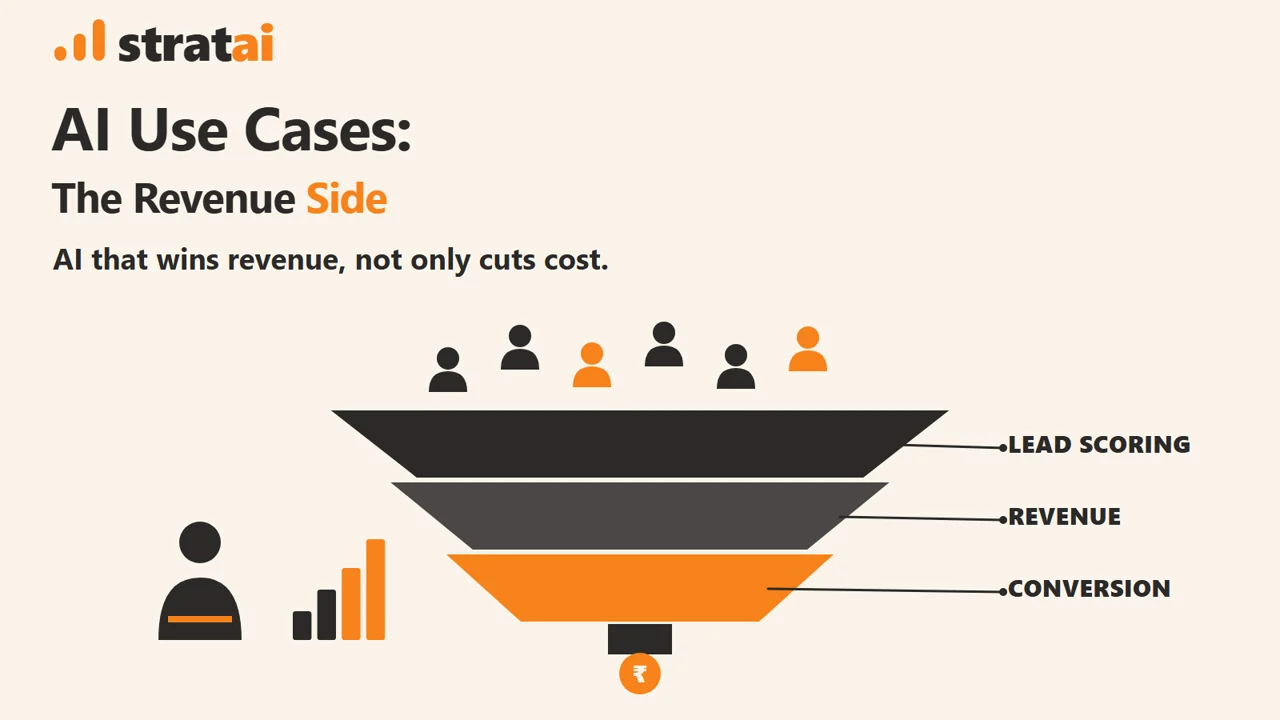 stratai
AI Use Cases:
The Revenue Side
AI that wins revenue, not only cuts cost.
LEAD SCORING
REVENUE
CONVERSION
₹